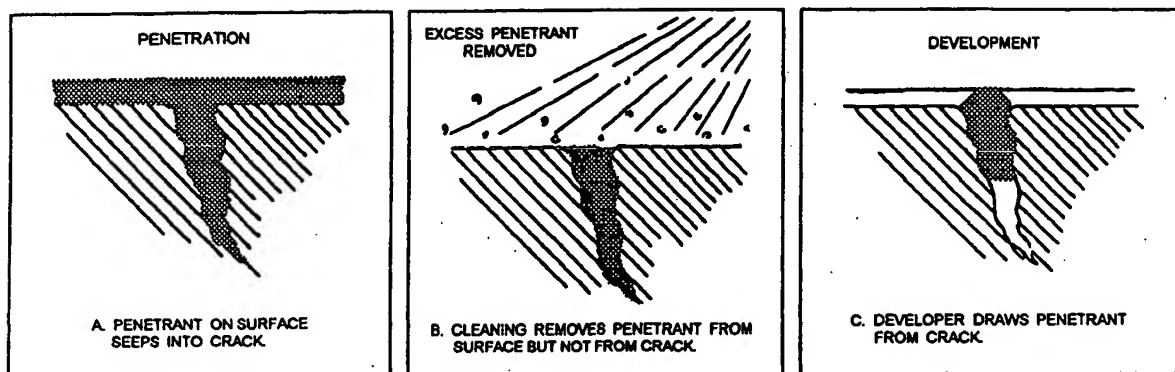 PENETRATION
A. PENETRANT ON SURFACE
SEEPS INTO CRACK.
EXCESS PENETRANT
REMOVED
B. CLEANING REMOVES PENETRANT FROM
SURFACE BUT NOT FROM CRACK.
DEVELOPMENT
C. DEVELOPER DRAWS PENETRANT
FROM CRACK.